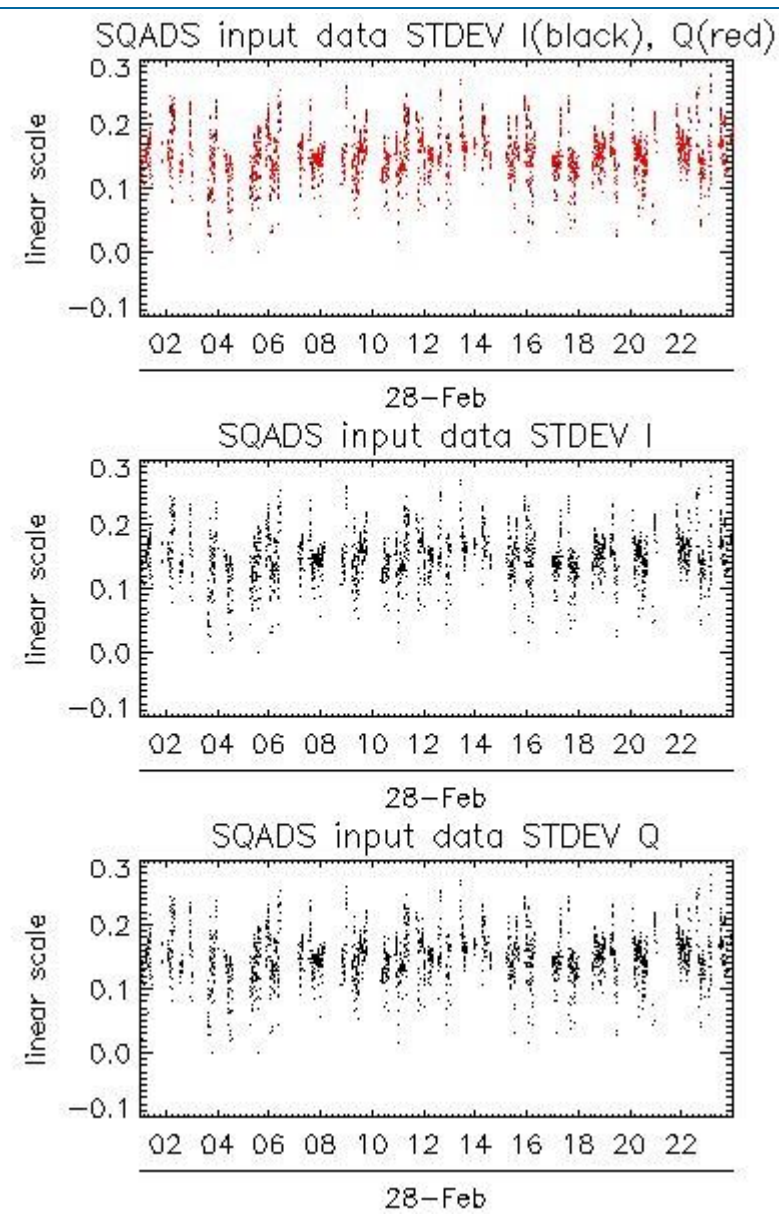 SQADS input data STDEV I(black), Q(red)
0.3
0.2
0.1
0.0
−0.1
linear scale
02 04 06 08 10 12 14 16 18 20 22
28−Feb
SQADS input data STDEV I
0.3
0.2
0.1
0.0
−0.1
linear scale
02 04 06 08 10 12 14 16 18 20 22
28−Feb
SQADS input data STDEV Q
0.3
0.2
0.1
0.0
−0.1
linear scale
02 04 06 08 10 12 14 16 18 20 22
28−Feb